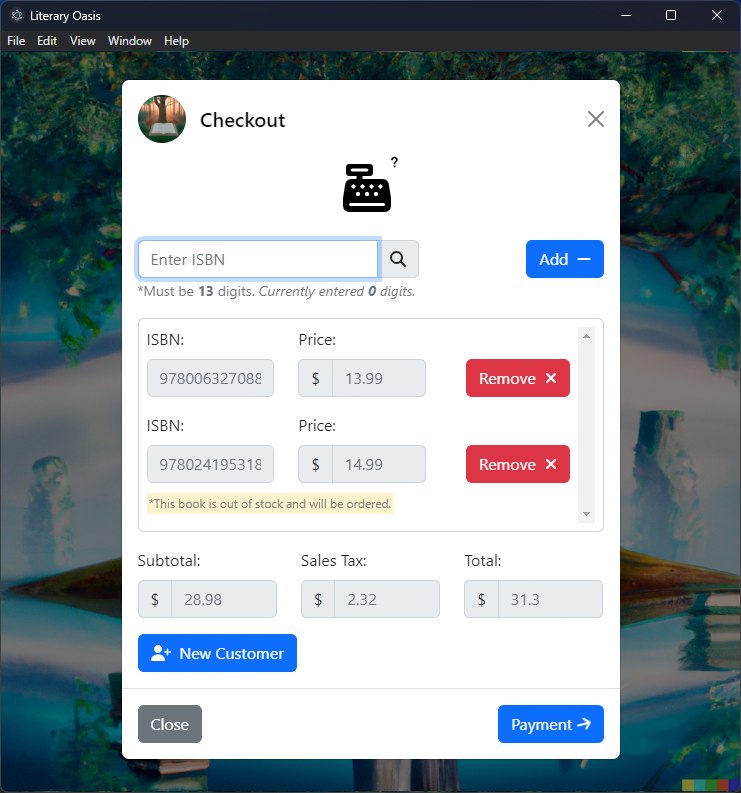 Literary Oasis
File Edit View Window Help
Checkout
?
Enter ISBN
Add
*Must be 13 digits. Currently entered 0 digits.
ISBN: Price:
978006327088 $ 13.99 Remove
ISBN: Price:
978024195318 $ 14.99 Remove
*This book is out of stock and will be ordered.
Subtotal: Sales Tax: Total:
$ 28.98 $ 2.32 $ 31.3
New Customer
Close Payment